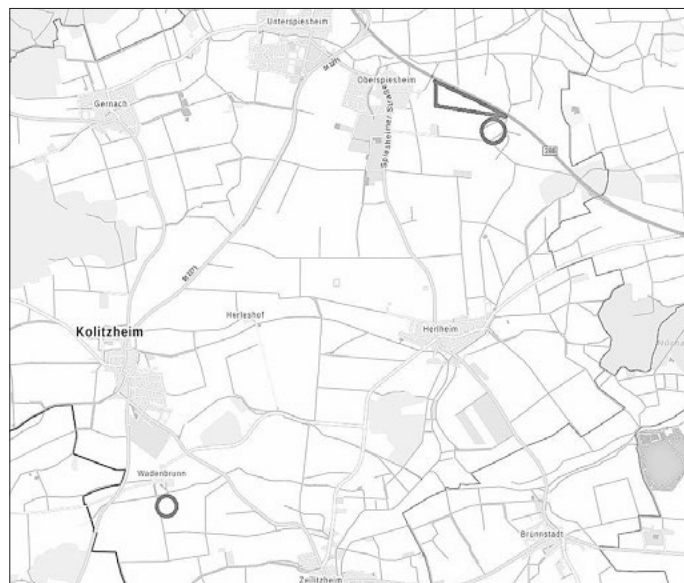 Unterspiesheim
St 2271
Oberspiesheim
Gernach
Spiesheimer Straße
286
St 2271
Herleshof
Kolitzheim
Herlheim
Wadenbrunn
Brünnstadt
Zeilitzheim